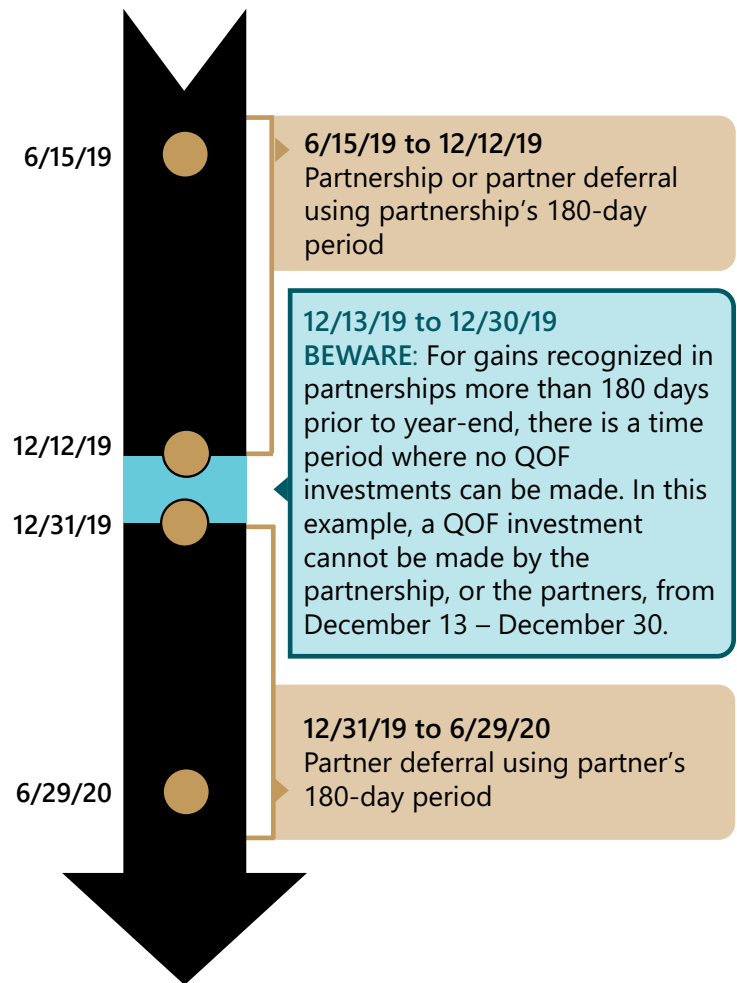 6/15/19
6/15/19 to 12/12/19
Partnership or partner deferral
using partnership's 180-day
period
12/13/19 to 12/30/19
BEWARE: For gains recognized in
partnerships more than 180 days
prior to year-end, there is a time
period where no QOF
investments can be made. In this
example, a QOF investment
cannot be made by the
partnership, or the partners, from
December 13 – December 30.
12/12/19
12/31/19
12/31/19 to 6/29/20
Partner deferral using partner's
180-day period
6/29/20